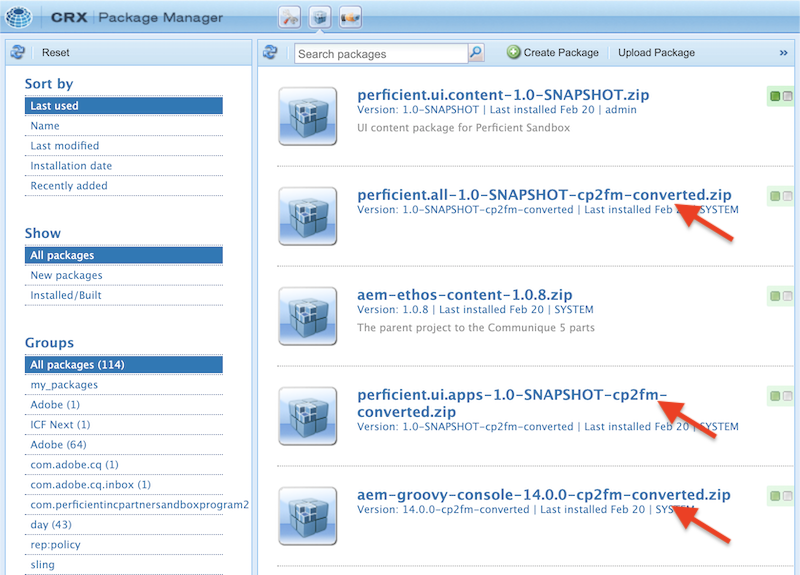 CRX | Package Manager
Reset
Search packages
Create Package
Upload Package
»
Sort by
Last used
Name
Last modified
Installation date
Recently added
Show
All packages
New packages
Installed/Built
Groups
All packages (114)
my_packages
Adobe (1)
ICF Next (1)
Adobe (64)
com.adobe.cq (1)
com.adobe.cq.inbox (1)
com.perficientincpartnersandboxprogram2
day (43)
rep:policy
sling
perficient.ui.content-1.0-SNAPSHOT.zip
Version: 1.0-SNAPSHOT | Last installed Feb 20 | admin
UI content package for Perficient Sandbox
perficient.all-1.0-SNAPSHOT-cp2fm-converted.zip
Version: 1.0-SNAPSHOT-cp2fm-converted | Last installed Feb 2 SYSTEM
aem-ethos-content-1.0.8.zip
Version: 1.0.8 | Last installed Feb 20 | SYSTEM
The parent project to the Communique 5 parts
perficient.ui.apps-1.0-SNAPSHOT-cp2fm-
converted.zip
Version: 1.0-SNAPSHOT-cp2fm-converted | Last installed Feb 20 | SYSTEM
aem-groovy-console-14.0.0-cp2fm-converted.zip
Version: 14.0.0-cp2fm-converted | Last installed Feb 20 |